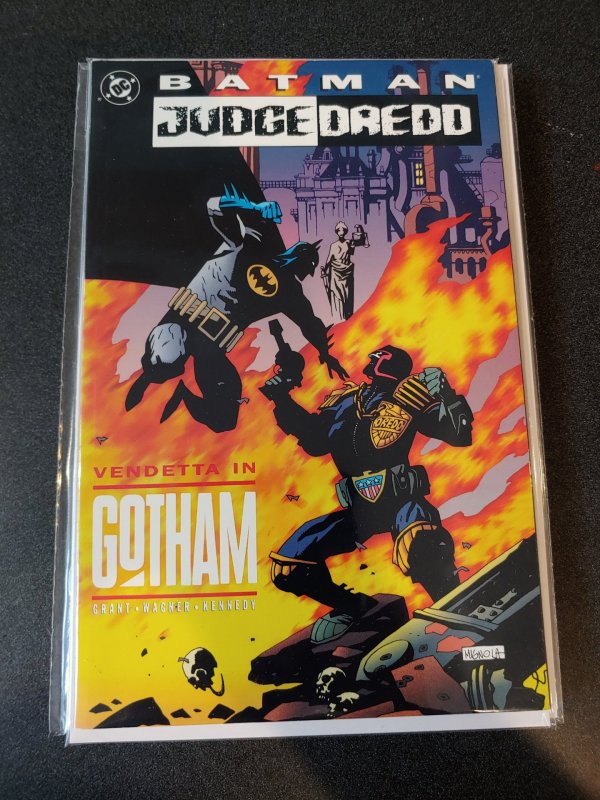 DC
BATMAN®
JUDGE DREDD
DREDD
VENDETTA IN
GOTHAM
GRANT • WAGNER • KENNEDY
MIGNOLA